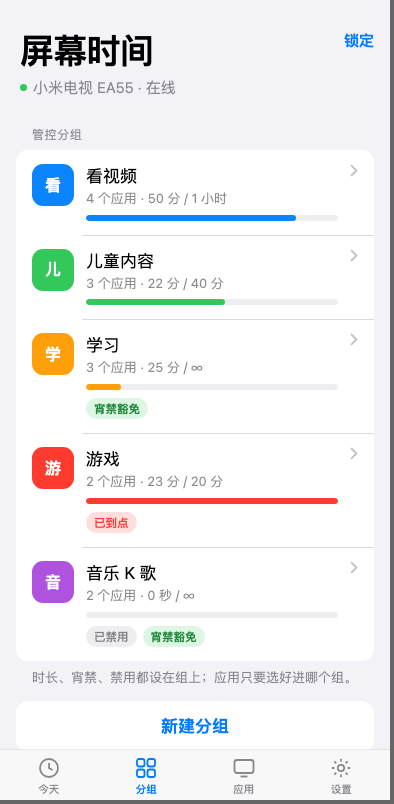 屏幕时间
锁定
小米电视 EA55 · 在线
管控分组
看
看视频
4 个应用 · 50 分 / 1 小时
儿
儿童内容
3 个应用 · 22 分 / 40 分
学
学习
3 个应用 · 25 分 / ∞
宵禁豁免
游
游戏
2 个应用 · 23 分 / 20 分
已到点
音
音乐 K 歌
2 个应用 · 0 秒 / ∞
已禁用 宵禁豁免
时长、宵禁、禁用都设在组上；应用只要选好进哪个组。
新建分组
今天 分组 应用 设置